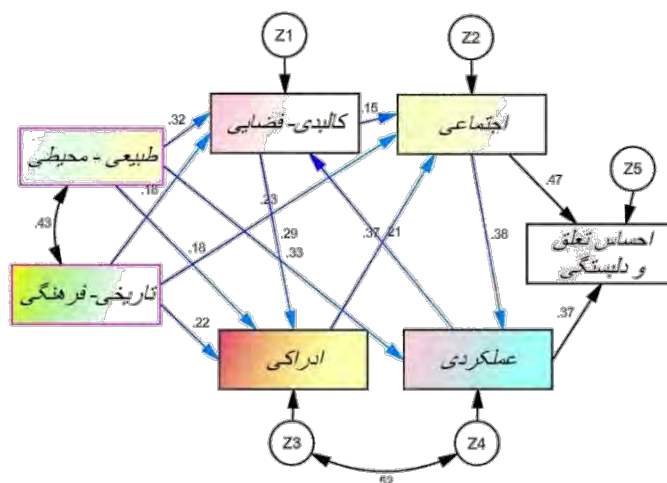 Z1
Z2
.32
کالبدی-فضایی
.15
اجتماعی
طبیعی - محیطی
.18
.47
Z5
.43
.23
.29
.37
.21
.38
احساس تعلق
و دلبستگی
.18
.33
تاریخی-فرهنگی
.22
.37
ادراکی
عملکردی
Z3
Z4